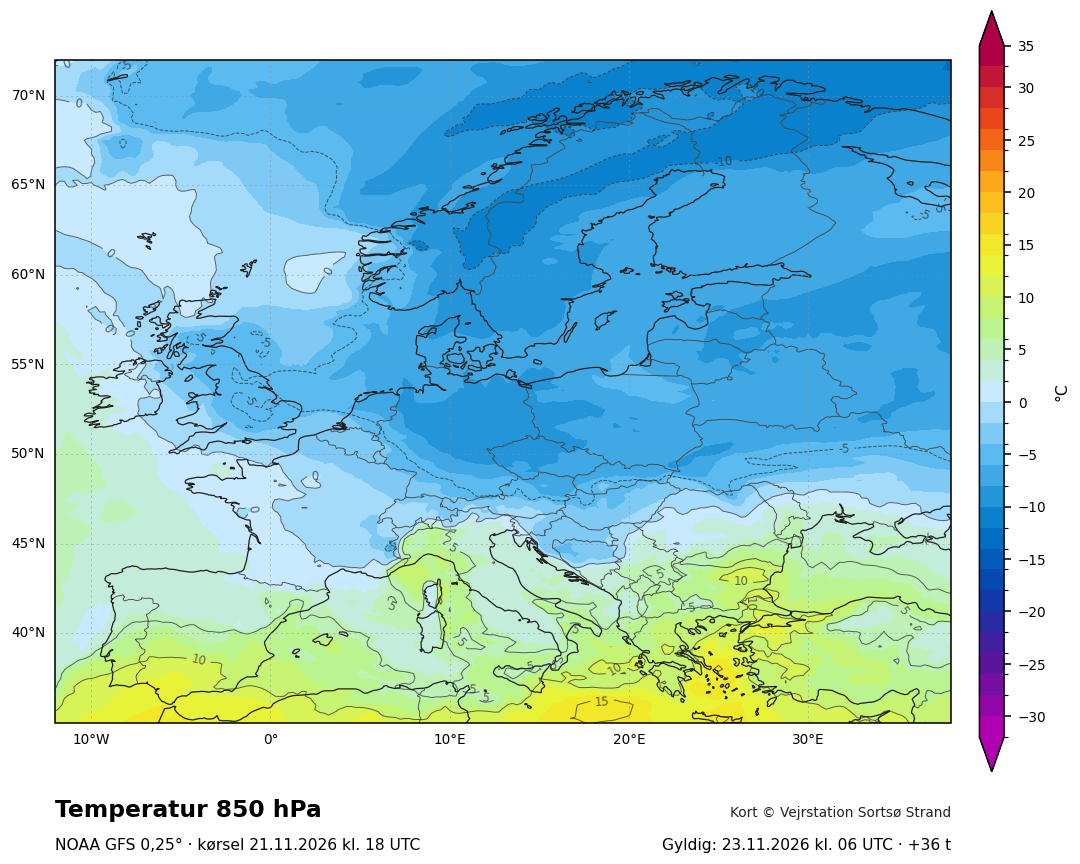 70°N
65°N
60°N
55°N
50°N
45°N
40°N
10°W
0°
10°E
20°E
30°E
35
30
25
20
15
10
5
0
−5
−10
−15
−20
−25
−30
°C
Temperatur 850 hPa
Kort © Vejrstation Sortsø Strand
NOAA GFS 0,25° · kørsel 21.11.2026 kl. 18 UTC
Gyldig: 23.11.2026 kl. 06 UTC · +36 t